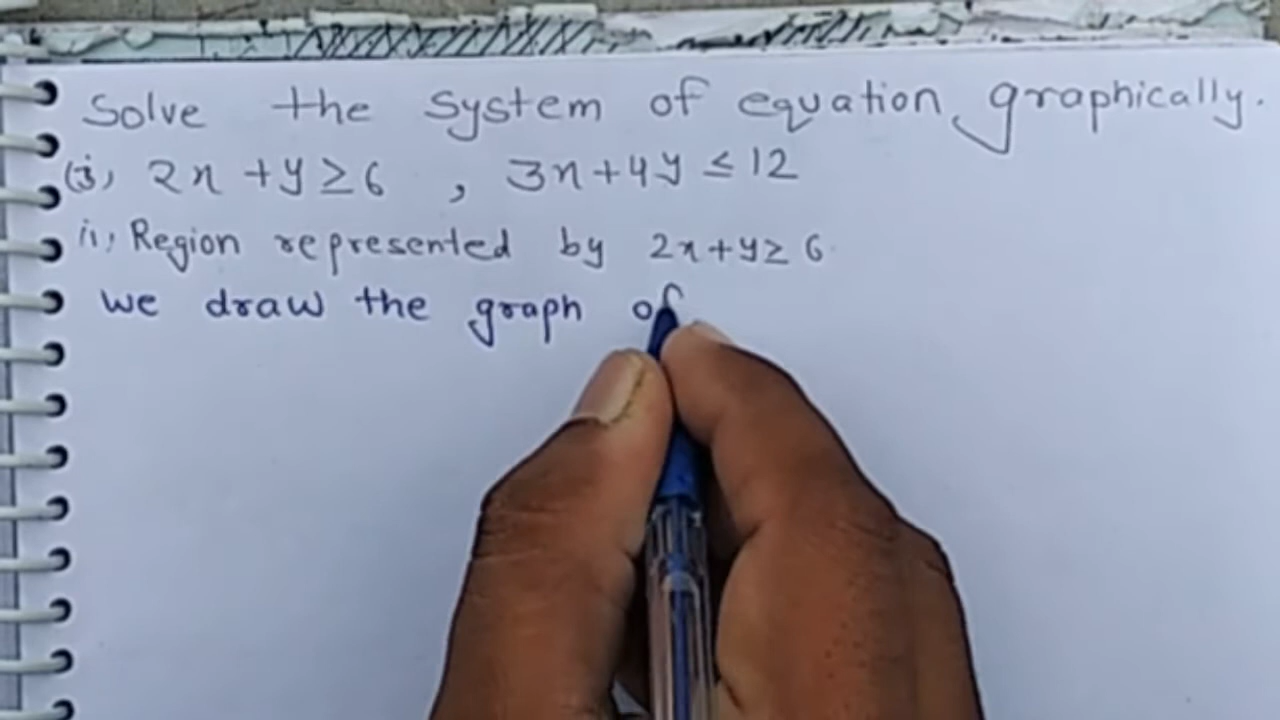 Solve the system of equation graphically.
(i) 2x + y ≥ 6 , 3x + 4y ≤ 12
(i) Region represented by 2x + y ≥ 6
we draw the graph of